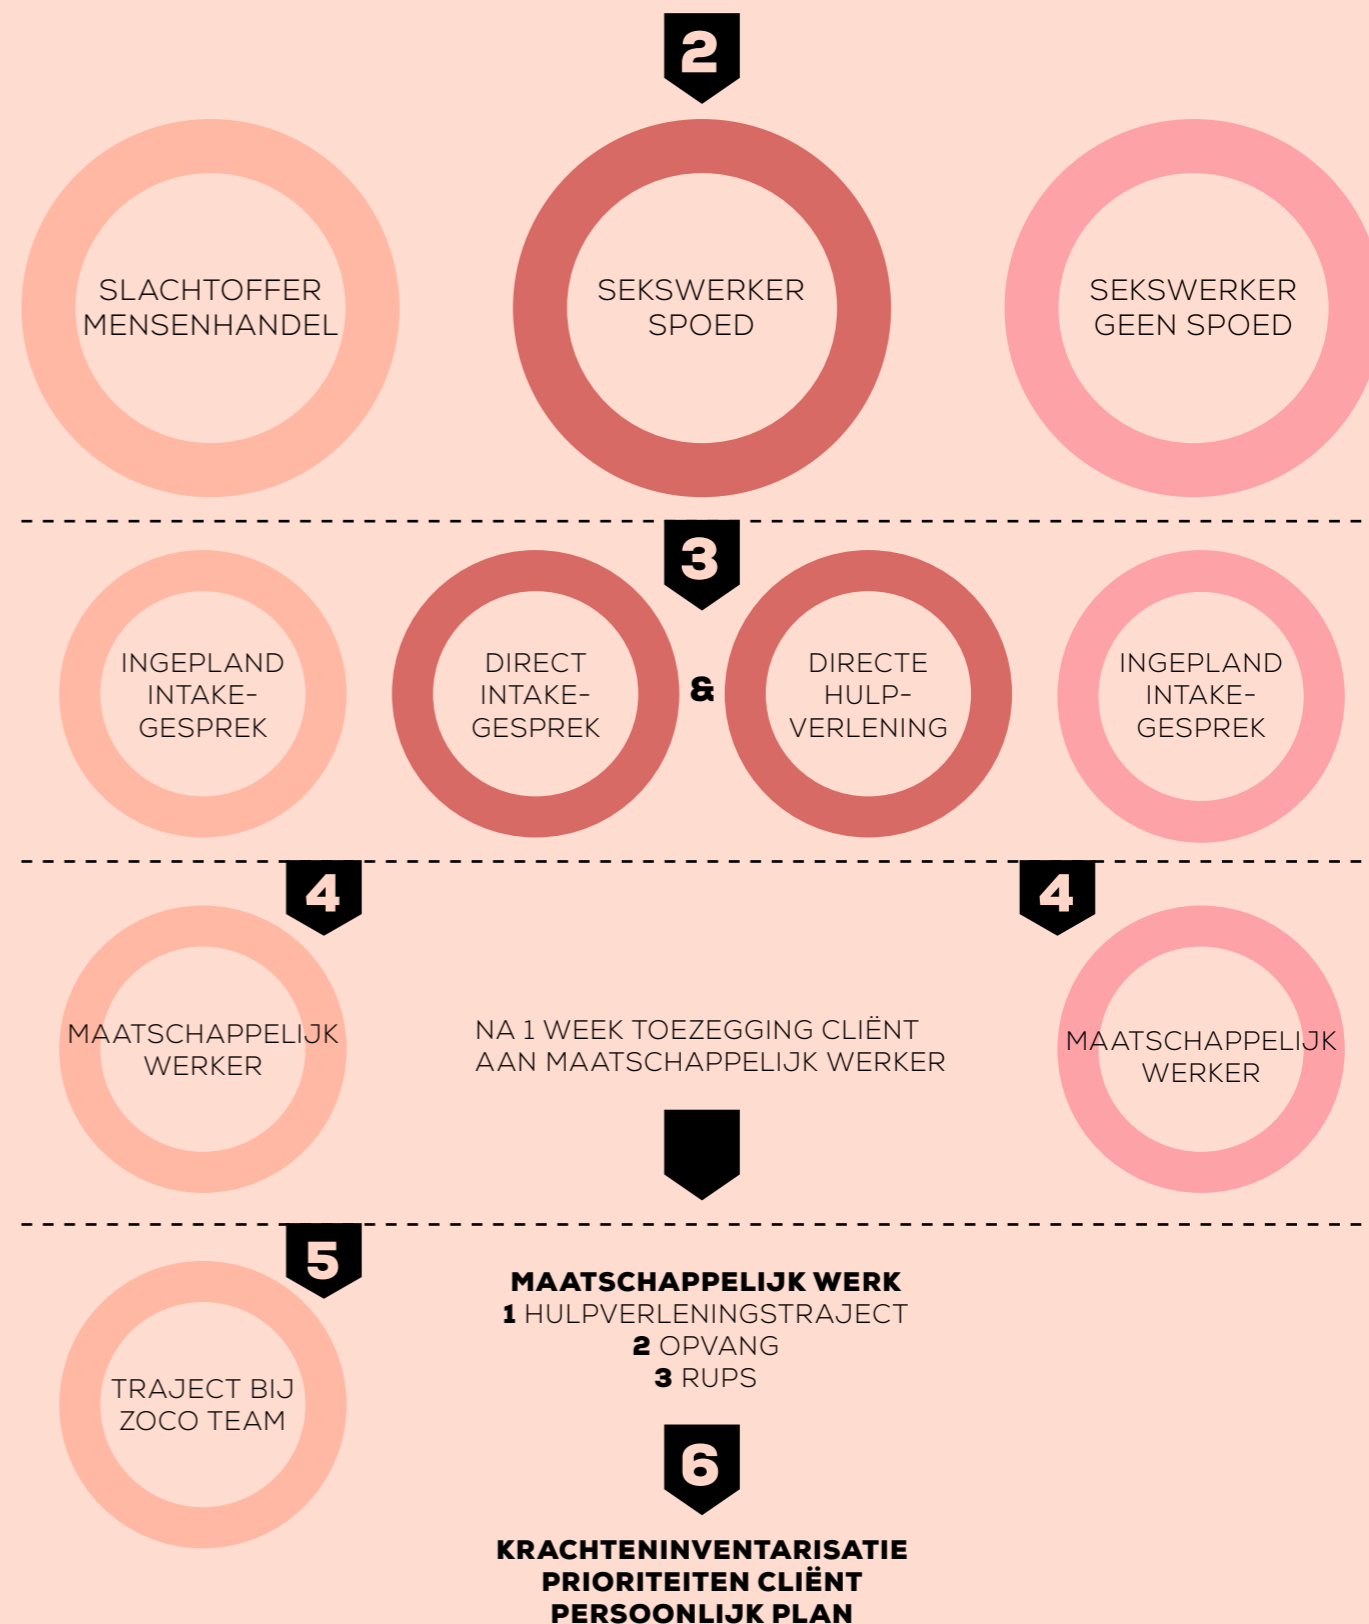 2
SLACHTOFFER
MENSENHANDEL
SEKSWERKER
SPOED
SEKSWERKER
GEEN SPOED
3
INGEPLAND
INTAKE-
GESPREK
DIRECT
INTAKE-
GESPREK
&
DIRECTE
HULP-
VERLENING
INGEPLAND
INTAKE-
GESPREK
4
4
MAATSCHAPPELIJK
WERKER
NA 1 WEEK TOEZEGGING CLIËNT
AAN MAATSCHAPPELIJK WERKER
MAATSCHAPPELIJK
WERKER
5
TRAJECT BIJ
ZOCO TEAM
MAATSCHAPPELIJK WERK
1 HULPVERLENINGSTRAJECT
2 OPVANG
3 RUPS
6
KRACHTENINVENTARISATIE
PRIORITEITEN CLIËNT
PERSOONLIJK PLAN